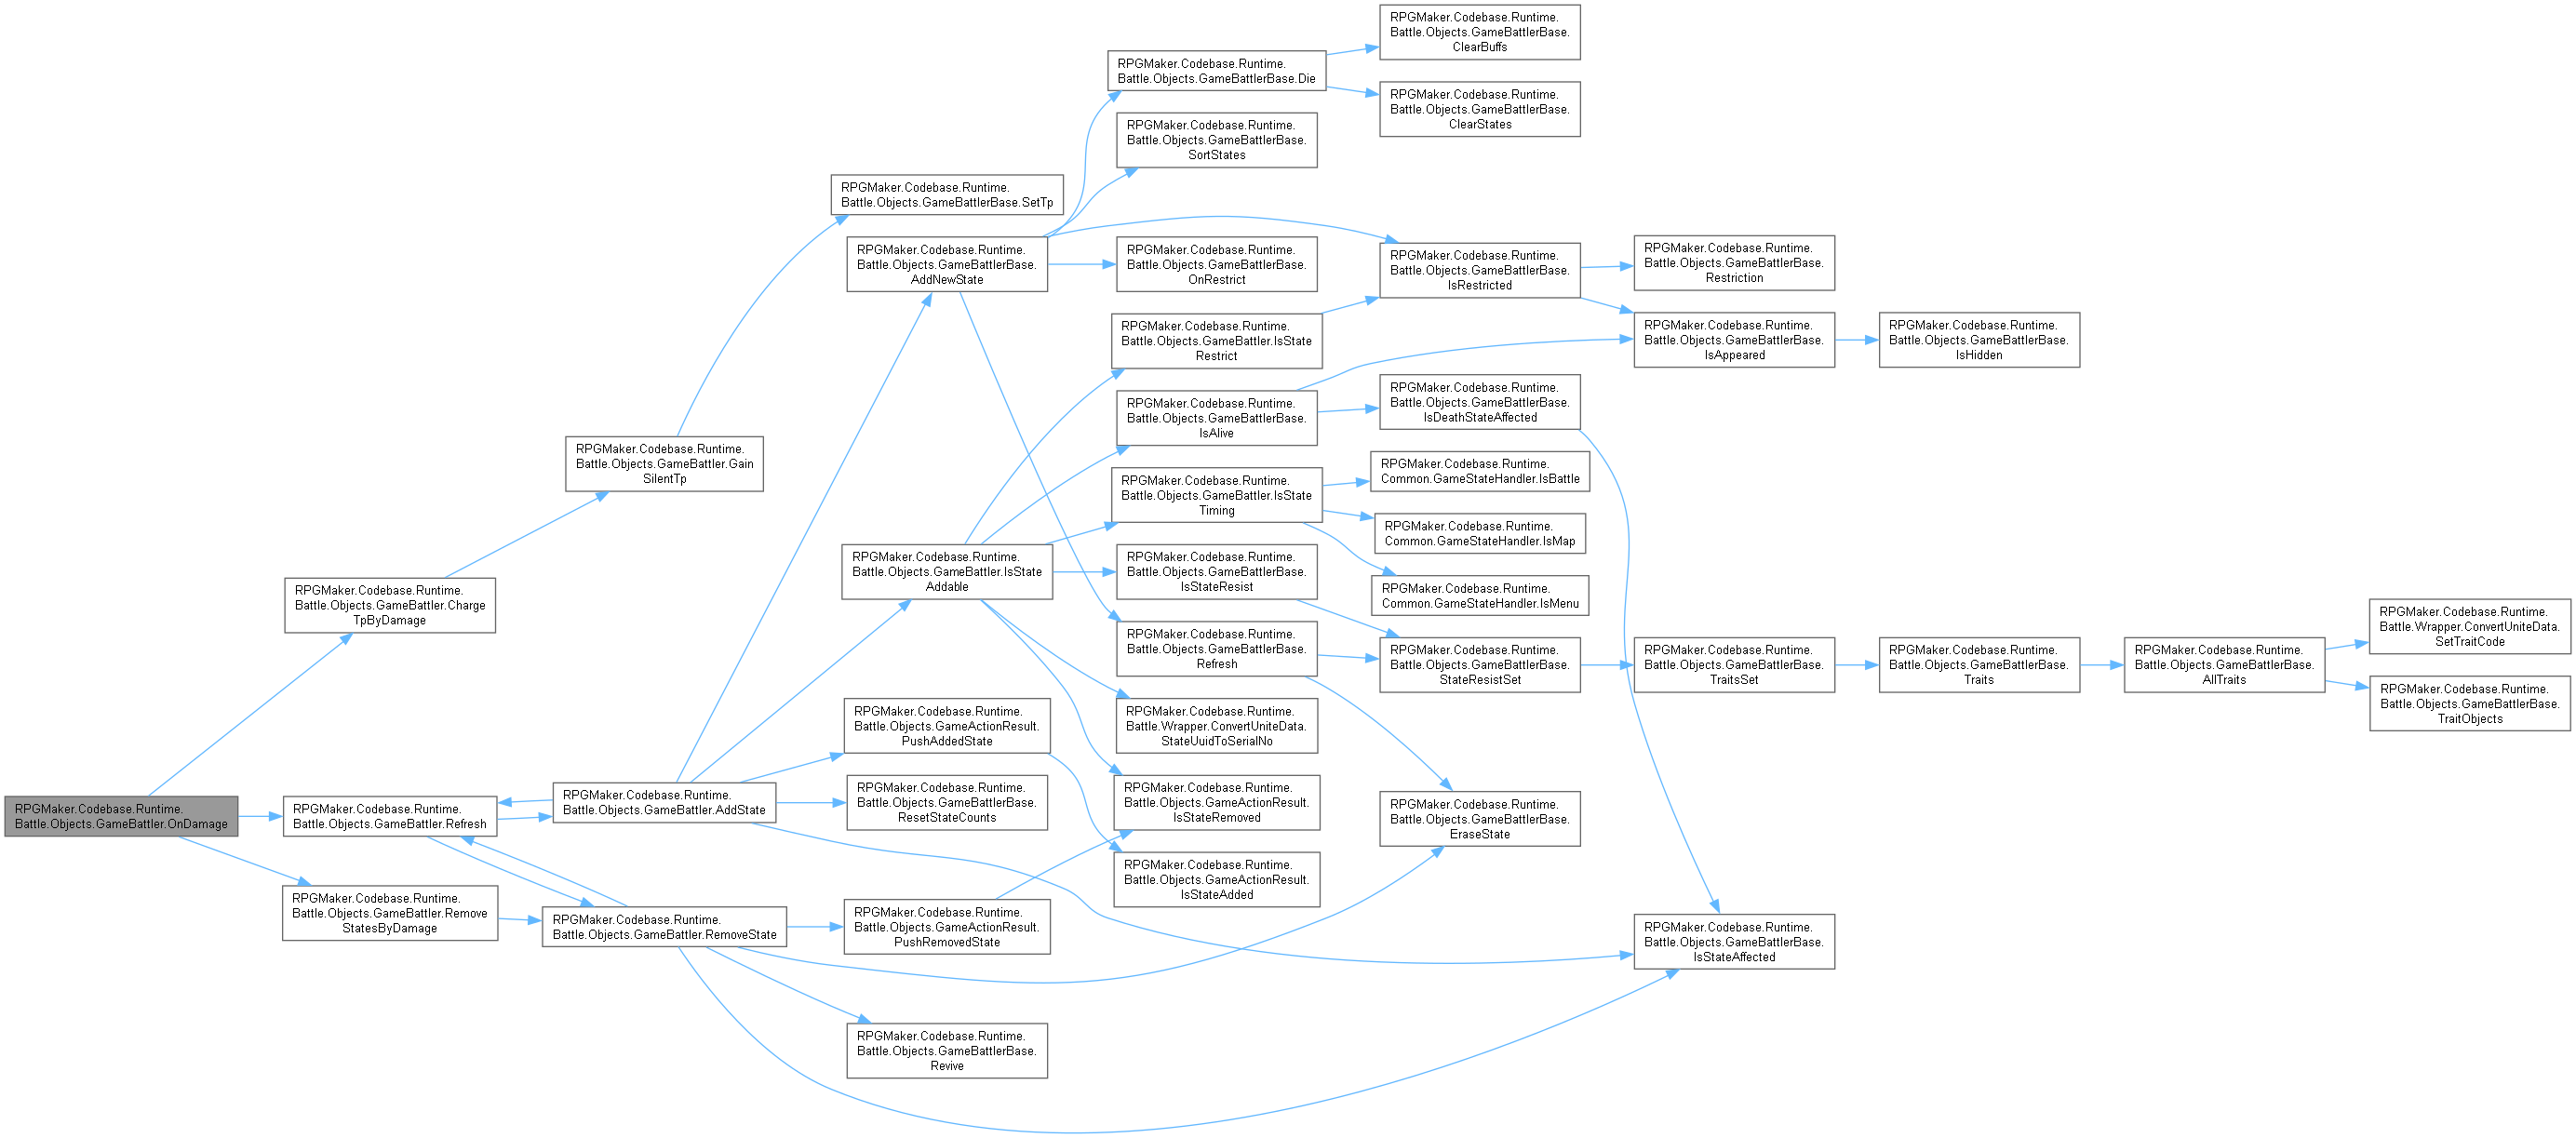 RPGMaker.Codebase.Runtime.
Battle.Objects.GameBattler.OnDamage
RPGMaker.Codebase.Runtime.
Battle.Objects.GameBattler.Charge
TpByDamage
RPGMaker.Codebase.Runtime.
Battle.Objects.GameBattler.Refresh
RPGMaker.Codebase.Runtime.
Battle.Objects.GameBattler.Remove
StatesByDamage
RPGMaker.Codebase.Runtime.
Battle.Objects.GameBattler.Gain
SilentTp
RPGMaker.Codebase.Runtime.
Battle.Objects.GameBattler.AddState
RPGMaker.Codebase.Runtime.
Battle.Objects.GameBattler.RemoveState
RPGMaker.Codebase.Runtime.
Battle.Objects.GameBattlerBase.SetTp
RPGMaker.Codebase.Runtime.
Battle.Objects.GameBattlerBase.
AddNewState
RPGMaker.Codebase.Runtime.
Battle.Objects.GameBattler.IsState
Addable
RPGMaker.Codebase.Runtime.
Battle.Objects.GameActionResult.
PushAddedState
RPGMaker.Codebase.Runtime.
Battle.Objects.GameBattlerBase.
ResetStateCounts
RPGMaker.Codebase.Runtime.
Battle.Objects.GameActionResult.
PushRemovedState
RPGMaker.Codebase.Runtime.
Battle.Objects.GameBattlerBase.
Revive
RPGMaker.Codebase.Runtime.
Battle.Objects.GameBattlerBase.Die
RPGMaker.Codebase.Runtime.
Battle.Objects.GameBattlerBase.
SortStates
RPGMaker.Codebase.Runtime.
Battle.Objects.GameBattlerBase.
OnRestrict
RPGMaker.Codebase.Runtime.
Battle.Objects.GameBattler.IsState
Restrict
RPGMaker.Codebase.Runtime.
Battle.Objects.GameBattlerBase.
IsAlive
RPGMaker.Codebase.Runtime.
Battle.Objects.GameBattler.IsState
Timing
RPGMaker.Codebase.Runtime.
Battle.Objects.GameBattlerBase.
IsStateResist
RPGMaker.Codebase.Runtime.
Battle.Objects.GameBattlerBase.
Refresh
RPGMaker.Codebase.Runtime.
Battle.Wrapper.ConvertUniteData.
StateUuidToSerialNo
RPGMaker.Codebase.Runtime.
Battle.Objects.GameActionResult.
IsStateRemoved
RPGMaker.Codebase.Runtime.
Battle.Objects.GameActionResult.
IsStateAdded
RPGMaker.Codebase.Runtime.
Battle.Objects.GameBattlerBase.
ClearBuffs
RPGMaker.Codebase.Runtime.
Battle.Objects.GameBattlerBase.
ClearStates
RPGMaker.Codebase.Runtime.
Battle.Objects.GameBattlerBase.
IsRestricted
RPGMaker.Codebase.Runtime.
Battle.Objects.GameBattlerBase.
IsDeathStateAffected
RPGMaker.Codebase.Runtime.
Common.GameStateHandler.IsBattle
RPGMaker.Codebase.Runtime.
Common.GameStateHandler.IsMap
RPGMaker.Codebase.Runtime.
Common.GameStateHandler.IsMenu
RPGMaker.Codebase.Runtime.
Battle.Objects.GameBattlerBase.
StateResistSet
RPGMaker.Codebase.Runtime.
Battle.Objects.GameBattlerBase.
EraseState
RPGMaker.Codebase.Runtime.
Battle.Objects.GameBattlerBase.
Restriction
RPGMaker.Codebase.Runtime.
Battle.Objects.GameBattlerBase.
IsAppeared
RPGMaker.Codebase.Runtime.
Battle.Objects.GameBattlerBase.
TraitsSet
RPGMaker.Codebase.Runtime.
Battle.Objects.GameBattlerBase.
IsStateAffected
RPGMaker.Codebase.Runtime.
Battle.Objects.GameBattlerBase.
IsHidden
RPGMaker.Codebase.Runtime.
Battle.Objects.GameBattlerBase.
Traits
RPGMaker.Codebase.Runtime.
Battle.Objects.GameBattlerBase.
AllTraits
RPGMaker.Codebase.Runtime.
Battle.Wrapper.ConvertUniteData.
SetTraitCode
RPGMaker.Codebase.Runtime.
Battle.Objects.GameBattlerBase.
TraitObjects